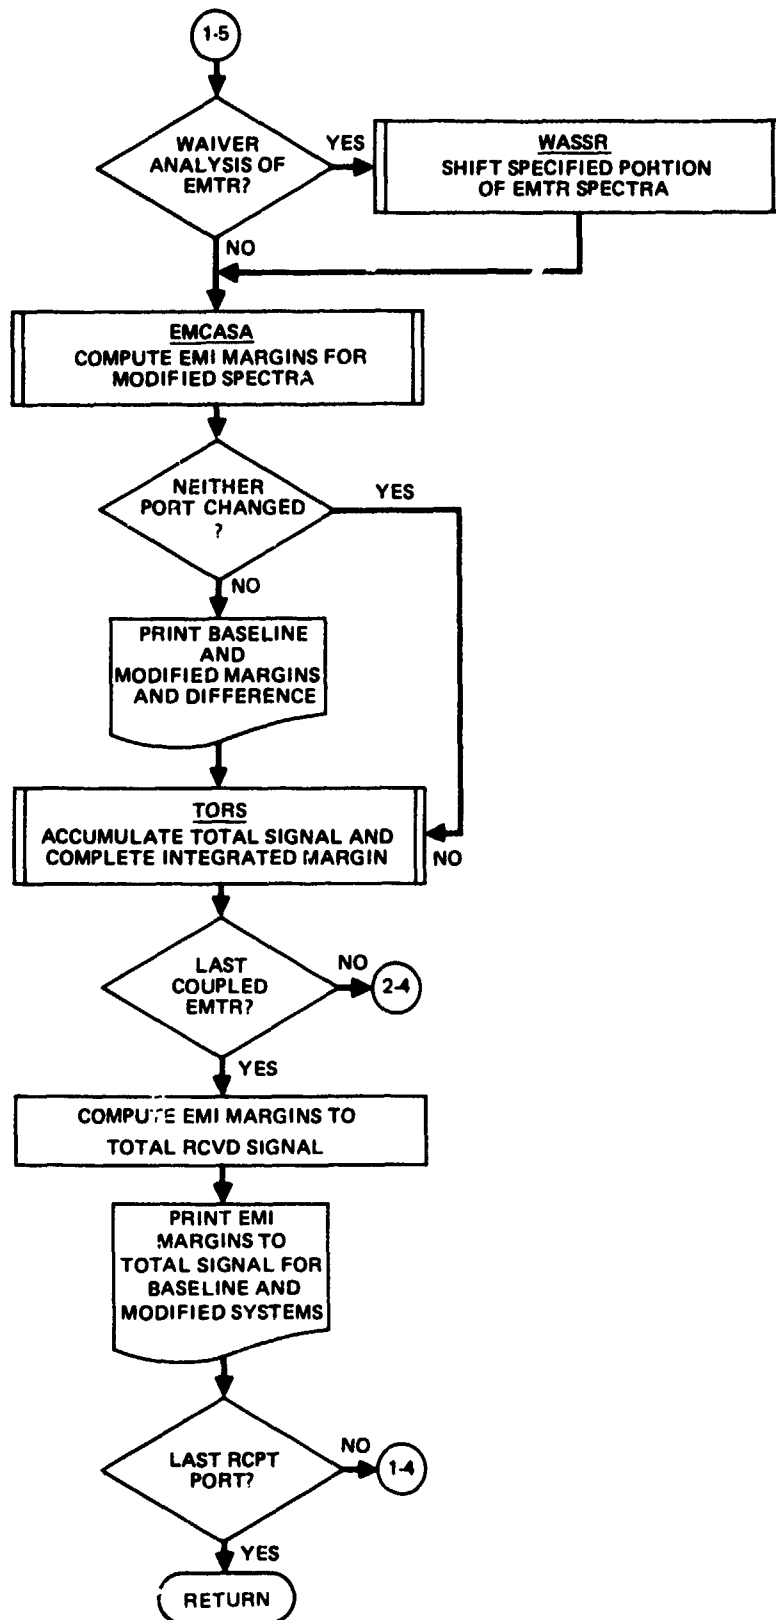 1-5
WAIVER
ANALYSIS OF
EMTR?
YES
WASSR
SHIFT SPECIFIED PORTION
OF EMTR SPECTRA
NO
EMCASA
COMPUTE EMI MARGINS FOR
MODIFIED SPECTRA
NEITHER
PORT CHANGED
?
YES
NO
PRINT BASELINE
AND
MODIFIED MARGINS
AND DIFFERENCE
TORS
ACCUMULATE TOTAL SIGNAL AND
COMPLETE INTEGRATED MARGIN
NO
LAST
COUPLED
EMTR?
NO
2-4
YES
COMPUTE EMI MARGINS TO
TOTAL RCVD SIGNAL
PRINT EMI
MARGINS TO
TOTAL SIGNAL FOR
BASELINE AND
MODIFIED SYSTEMS
LAST RCPT
PORT?
NO
1-4
YES
RETURN